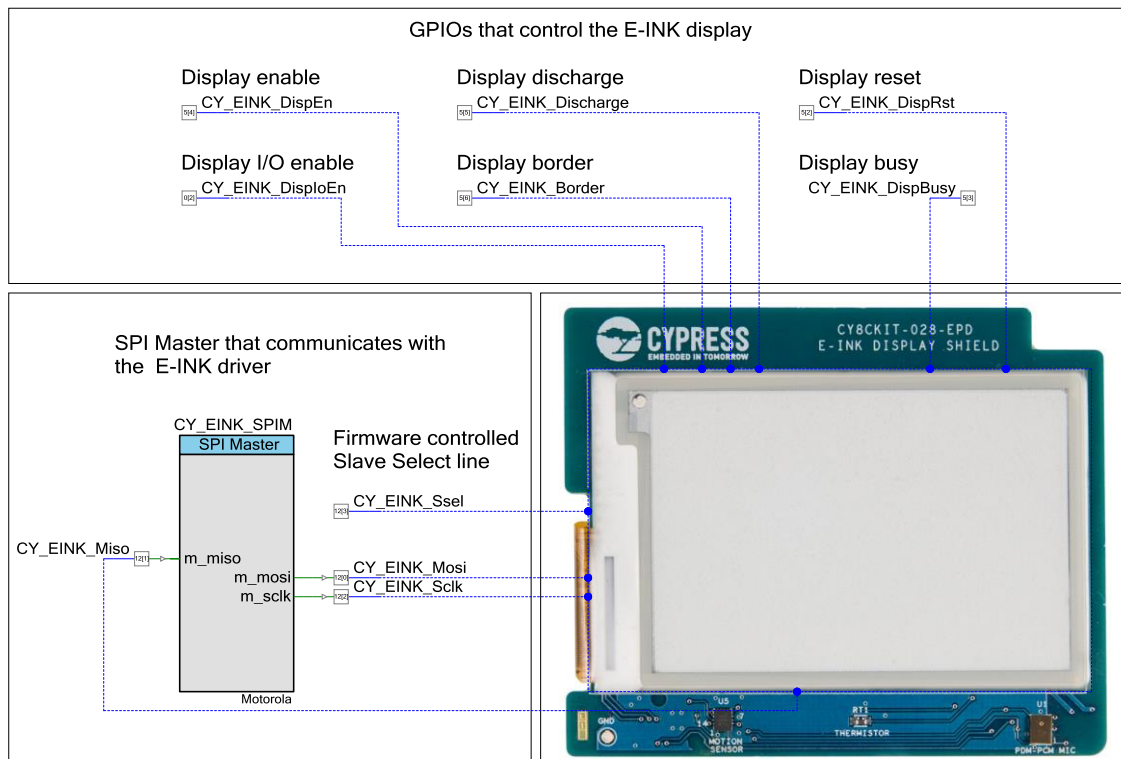 GPIOs that control the E-INK display
Display enable
CY_EINK_DispEn
5[4]
Display discharge
CY_EINK_Discharge
5[5]
Display reset
CY_EINK_DispRst
5[2]
Display I/O enable
CY_EINK_DispIoEn
0[2]
Display border
CY_EINK_Border
5[6]
Display busy
CY_EINK_DispBusy
5[3]
SPI Master that communicates with
the E-INK driver
CY_EINK_SPIM
SPI Master
Firmware controlled
Slave Select line
CY_EINK_Ssel
12[3]
CY_EINK_Miso
12[1]
m_miso
m_mosi
12[0]
CY_EINK_Mosi
m_sclk
12[2]
CY_EINK_Sclk
Motorola
CYPRESS
EMBEDDED IN TOMORROW
CY8CKIT-028-EPD
E-INK DISPLAY SHIELD
GND
U5
14
7
1
MOTION
SENSOR
RT1
THERMISTOR
U1
PDM-PCM MIC